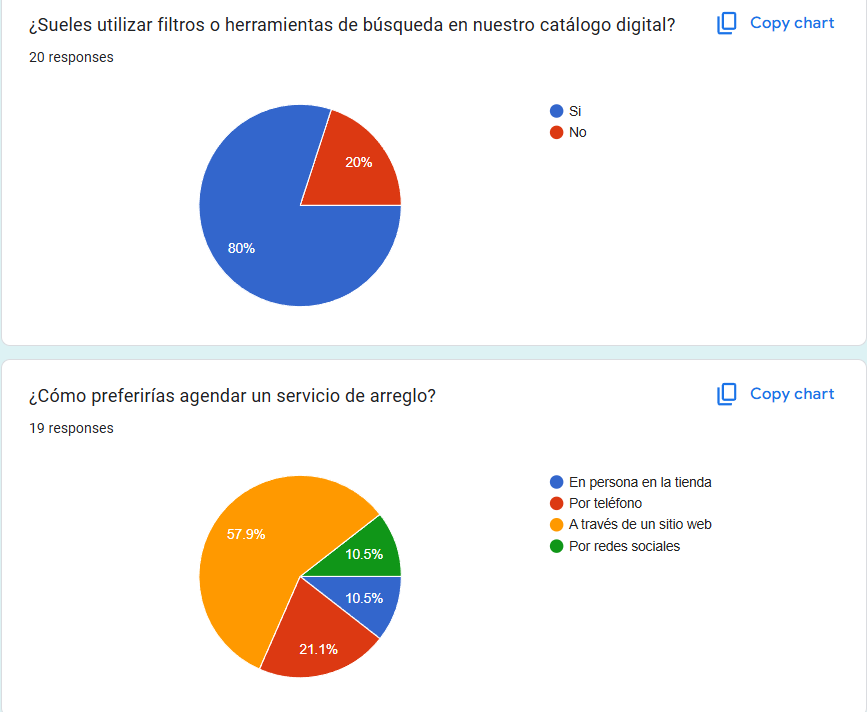 ¿Sueles utilizar filtros o herramientas de búsqueda en nuestro catálogo digital?
Copy chart
20 responses
Si
No
20%
80%
¿Cómo preferirías agendar un servicio de arreglo?
Copy chart
19 responses
En persona en la tienda
Por teléfono
A través de un sitio web
Por redes sociales
57.9%
10.5%
10.5%
21.1%